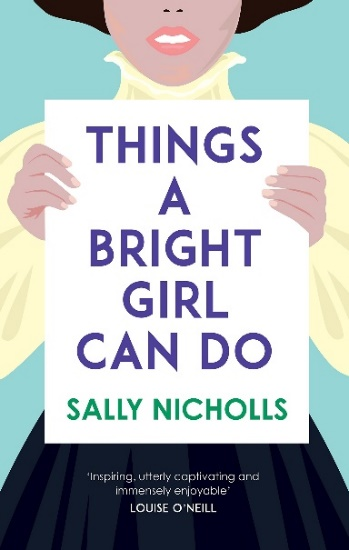 THINGS
A
BRIGHT
GIRL
CAN DO
SALLY NICHOLLS
‘Inspiring, utterly captivating and
immensely enjoyable’
LOUISE O’NEILL